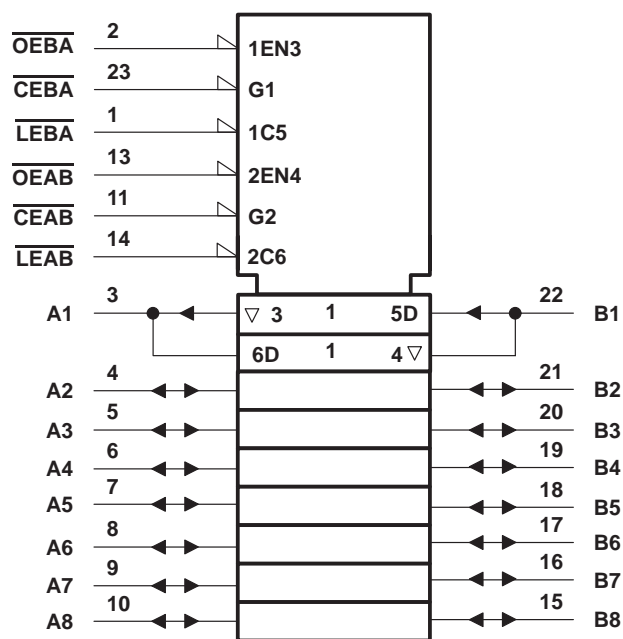 OEBA 2 1EN3
CEBA 23 G1
LEBA 1 1C5
OEAB 13 2EN4
CEAB 11 G2
LEAB 14 2C6
A1 3 ▽ 3 1 5D 22 B1
6D 1 4 ▽
A2 4 21 B2
A3 5 20 B3
A4 6 19 B4
A5 7 18 B5
A6 8 17 B6
A7 9 16 B7
A8 10 15 B8